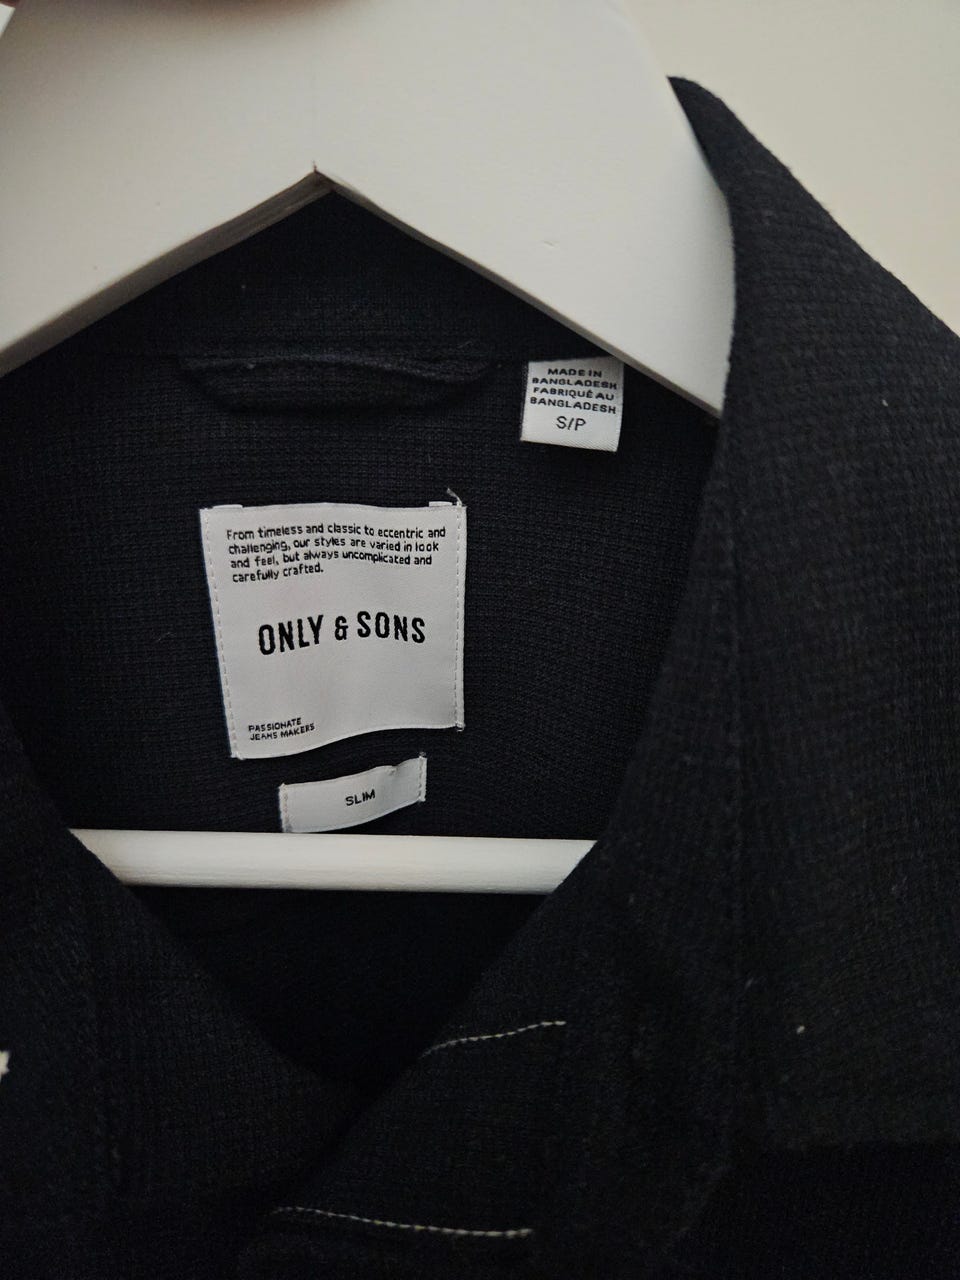 MADE IN
BANGLADESH
FABRIQUÉ AU
BANGLADESH
S/P
From timeless and classic to eccentric and
challenging, our styles are varied in look
and feel, but always uncomplicated and
carefully crafted.
ONLY & SONS
PASSIONATE
JEANS MAKERS
SLIM